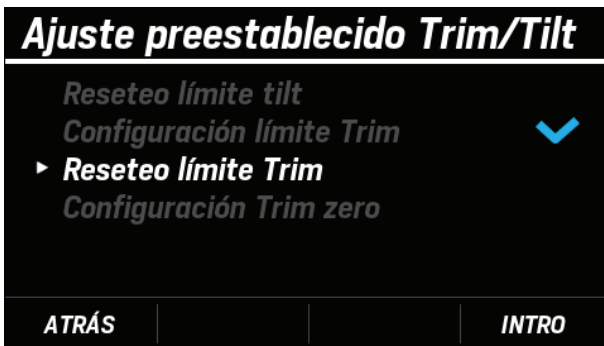 Ajuste preestablecido Trim/Tilt
Reseteo límite tilt
Configuración límite Trim
Reseteo límite Trim
Configuración Trim zero
ATRÁS INTRO